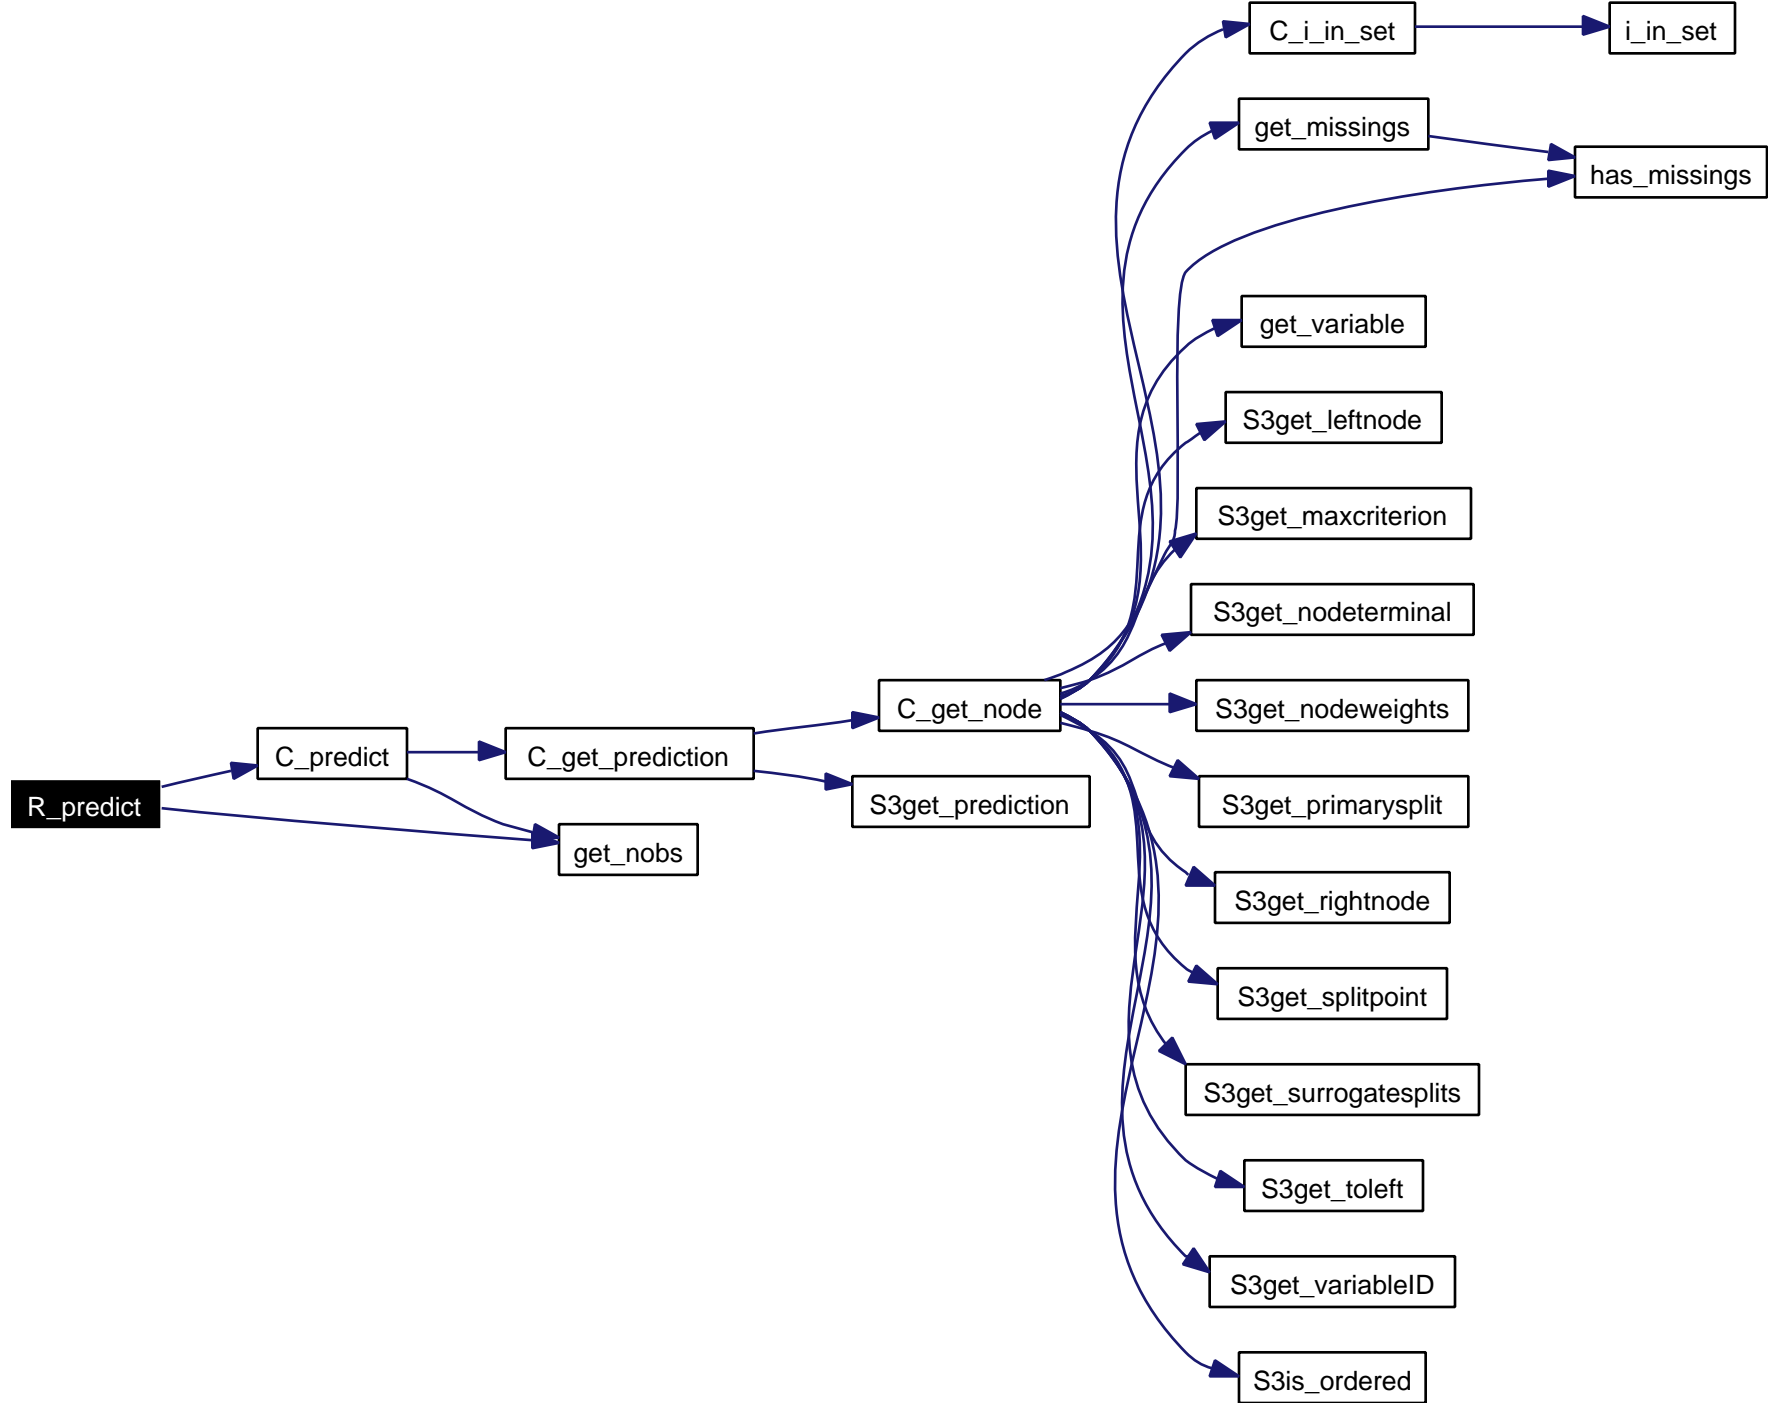 C_i_in_set
i_in_set
get_missings
has_missings
get_variable
S3get_leftnode
S3get_maxcriterion
S3get_nodeterminal
C_get_node
S3get_nodeweights
C_predict
C_get_prediction
S3get_prediction
S3get_primarysplit
R_predict
get_nobs
S3get_rightnode
S3get_splitpoint
S3get_surrogatesplits
S3get_toleft
S3get_variableID
S3is_ordered